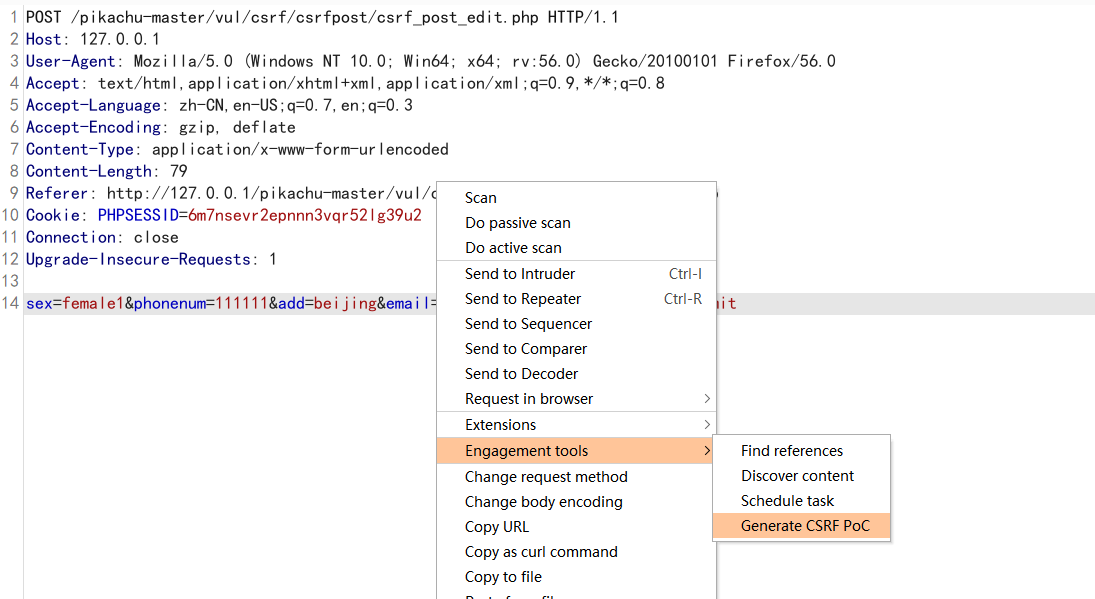 1 POST /pikachu-master/vul/csrf/csrfpost/csrf_post_edit.php HTTP/1.1
2 Host: 127.0.0.1
3 User-Agent: Mozilla/5.0 (Windows NT 10.0; Win64; x64; rv:56.0) Gecko/20100101 Firefox/56.0
4 Accept: text/html,application/xhtml+xml,application/xml;q=0.9,*/*;q=0.8
5 Accept-Language: zh-CN,en-US;q=0.7,en;q=0.3
6 Accept-Encoding: gzip, deflate
7 Content-Type: application/x-www-form-urlencoded
8 Content-Length: 79
9 Referer: http://127.0.0.1/pikachu-master/vul/
10 Cookie: PHPSESSID=6m7nsevr2epnnn3vqr52lg39u2
11 Connection: close
12 Upgrade-Insecure-Requests: 1
13
14 sex=female1&phonenum=111111&add=beijing&email= it
Scan
Do passive scan
Do active scan
Send to Intruder Ctrl-I
Send to Repeater Ctrl-R
Send to Sequencer
Send to Comparer
Send to Decoder
Request in browser
Extensions
Engagement tools
Change request method
Change body encoding
Copy URL
Copy as curl command
Copy to file
Find references
Discover content
Schedule task
Generate CSRF PoC